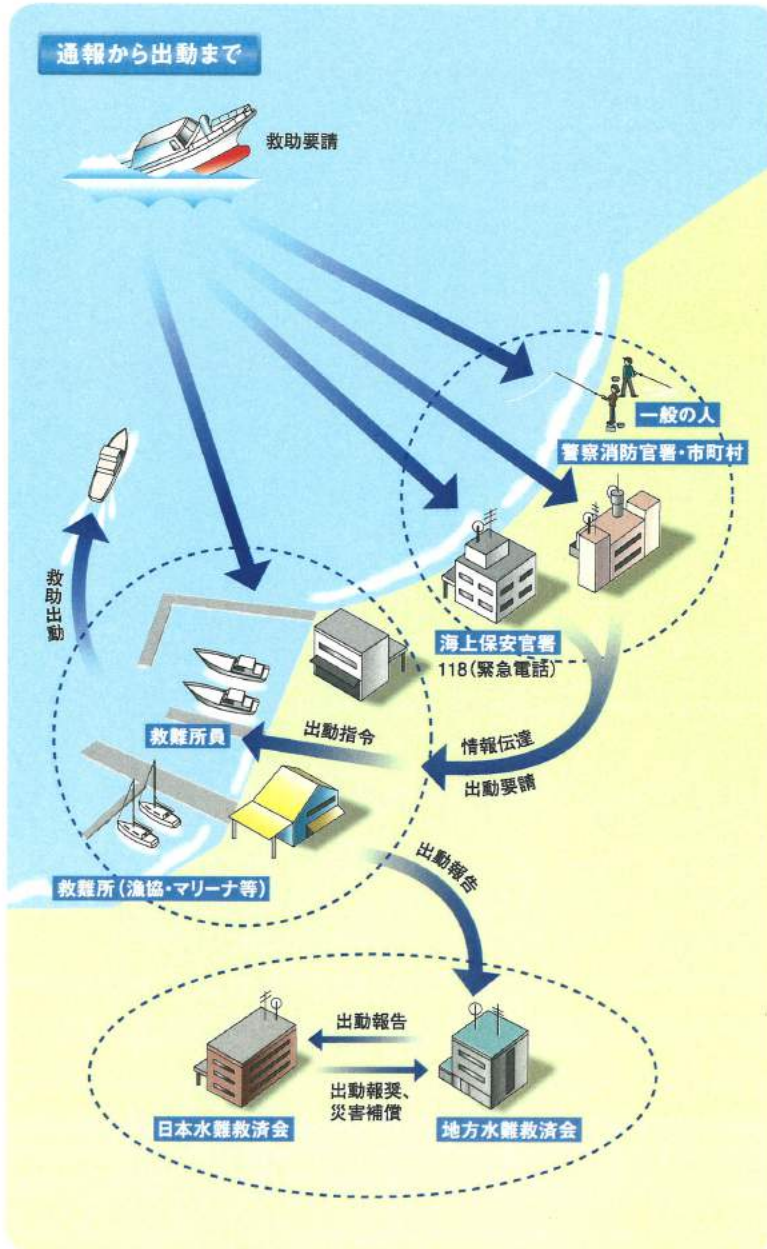 通報から出動まで
救助要請
一般の人
警察消防官署・市町村
海上保安官署
118(緊急電話)
救助出動
救難所員
出動指令
情報伝達
出動要請
救難所(漁協・マリーナ等)
出動報告
出動報告
出動報奨、
災害補償
日本水難救済会
地方水難救済会